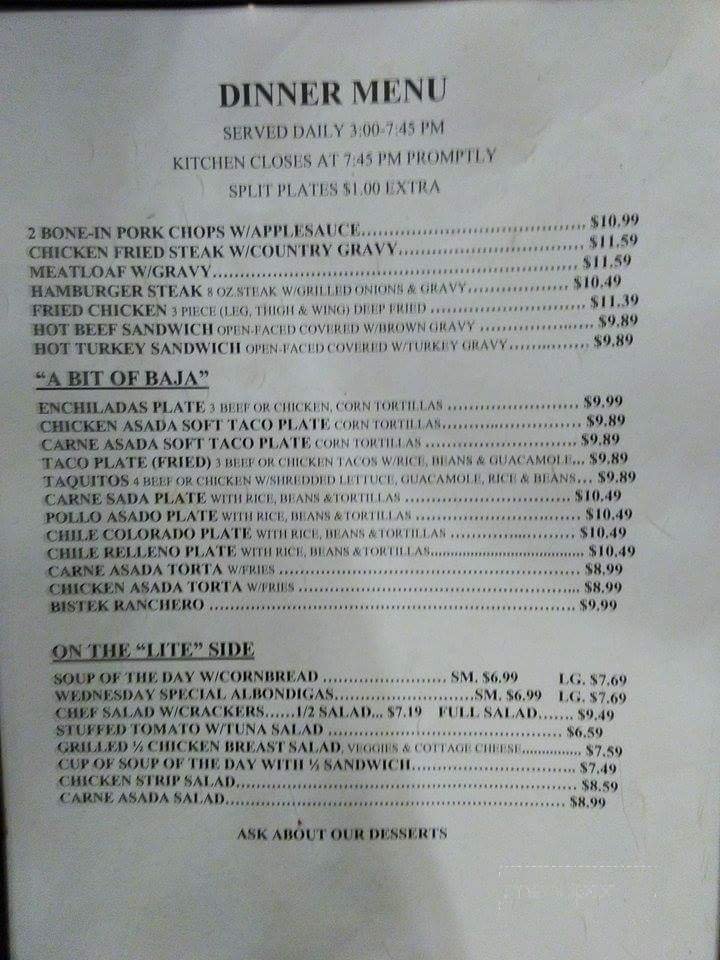 DINNER MENU
SERVED DAILY 3:00-7:45 PM
KITCHEN CLOSES AT 7:45 PM PROMPTLY
SPLIT PLATES $1.00 EXTRA
2 BONE-IN PORK CHOPS W/APPLESAUCE ... $10.99
CHICKEN FRIED STEAK W/COUNTRY GRAVY ... $11.59
MEATLOAF W/GRAVY ... $11.59
HAMBURGER STEAK 8 OZ.STEAK W/GRILLED ONIONS & GRAVY ... $10.49
FRIED CHICKEN 3 PIECE (LEG, THIGH & WING) DEEP FRIED ... $11.39
HOT BEEF SANDWICH OPEN-FACED COVERED W/BROWN GRAVY ... $9.89
HOT TURKEY SANDWICH OPEN-FACED COVERED W/TURKEY GRAVY ... $9.89
"A BIT OF BAJA"
ENCHILADAS PLATE 3 BEEF OR CHICKEN, CORN TORTILLAS ... $9.99
CHICKEN ASADA SOFT TACO PLATE CORN TORTILLAS ... $9.89
CARNE ASADA SOFT TACO PLATE CORN TORTILLAS ... $9.89
TACO PLATE (FRIED) 3 BEEF OR CHICKEN TACOS W/RICE, BEANS & GUACAMOLE... $9.89
TAQUITOS 4 BEEF OR CHICKEN W/SHREDDED LETTUCE, GUACAMOLE, RICE & BEANS... $9.89
CARNE SADA PLATE WITH RICE, BEANS &TORTILLAS ... $10.49
POLLO ASADO PLATE WITH RICE, BEANS &TORTILLAS ... $10.49
CHILE COLORADO PLATE WITH RICE, BEANS &TORTILLAS ... $10.49
CHILE RELLENO PLATE WITH RICE, BEANS &TORTILLAS ... $10.49
CARNE ASADA TORTA W/FRIES ... $8.99
CHICKEN ASADA TORTA W/FRIES ... $8.99
BISTEK RANCHERO ... $9.99
ON THE "LITE" SIDE
SOUP OF THE DAY W/CORNBREAD ... SM. $6.99 LG. $7.69
WEDNESDAY SPECIAL ALBONDIGAS ... SM. $6.99 LG. $7.69
CHEF SALAD W/CRACKERS......1/2 SALAD... $7.19 FULL SALAD....... $9.49
STUFFED TOMATO W/TUNA SALAD ... $6.59
GRILLED ½ CHICKEN BREAST SALAD, VEGGIES & COTTAGE CHEESE ... $7.59
CUP OF SOUP OF THE DAY WITH ½ SANDWICH ... $7.49
CHICKEN STRIP SALAD ... $8.59
CARNE ASADA SALAD ... $8.99
ASK ABOUT OUR DESSERTS